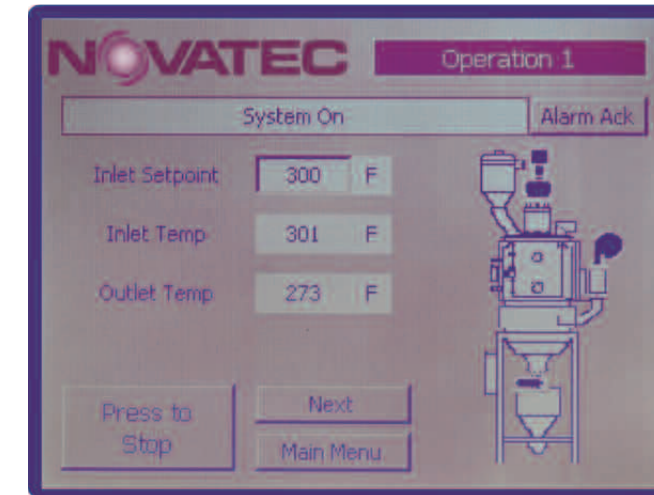 NOVATEC
Operation 1
System On
Alarm Ack
Inlet Setpoint 300 F
Inlet Temp 301 F
Outlet Temp 273 F
Press to
Stop
Next
Main Menu